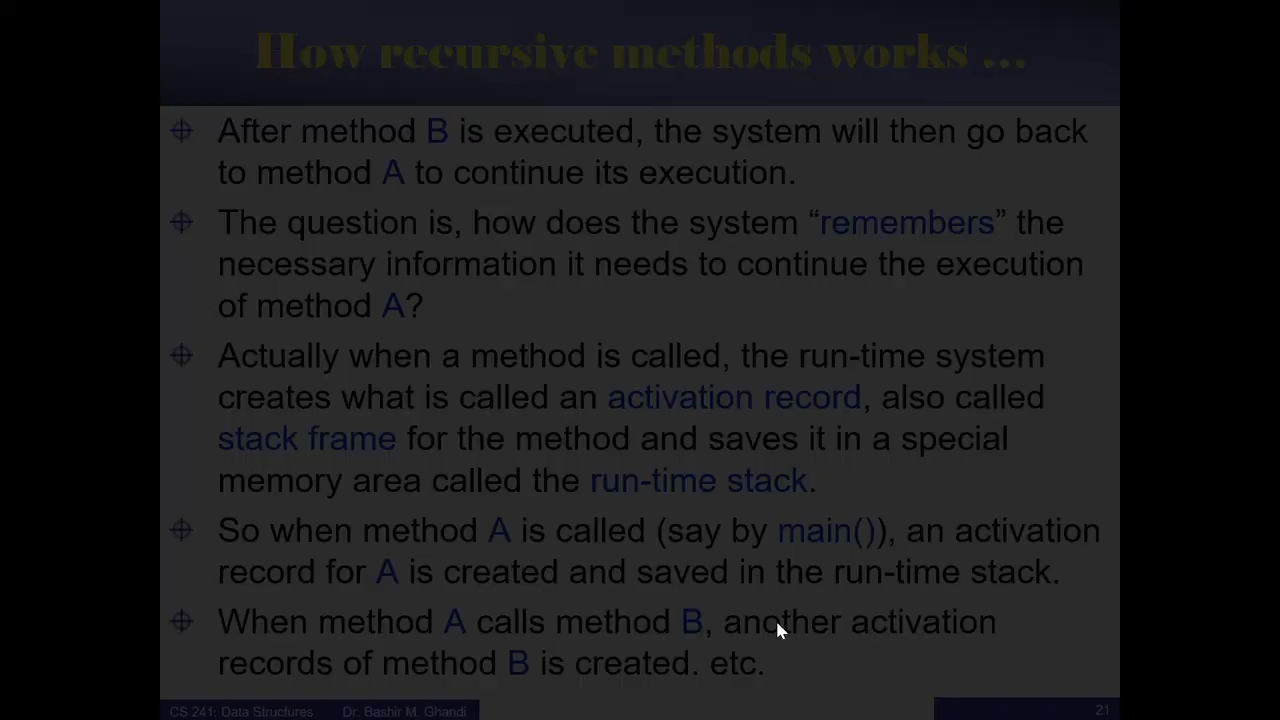 How recursive methods works ...
After method B is executed, the system will then go back
to method A to continue its execution.
The question is, how does the system “remembers” the
necessary information it needs to continue the execution
of method A?
Actually when a method is called, the run-time system
creates what is called an activation record, also called
stack frame for the method and saves it in a special
memory area called the run-time stack.
So when method A is called (say by main()), an activation
record for A is created and saved in the run-time stack.
When method A calls method B, another activation
records of method B is created. etc.
CS 241: Data Structures Dr. Bashir M. Ghandi 21